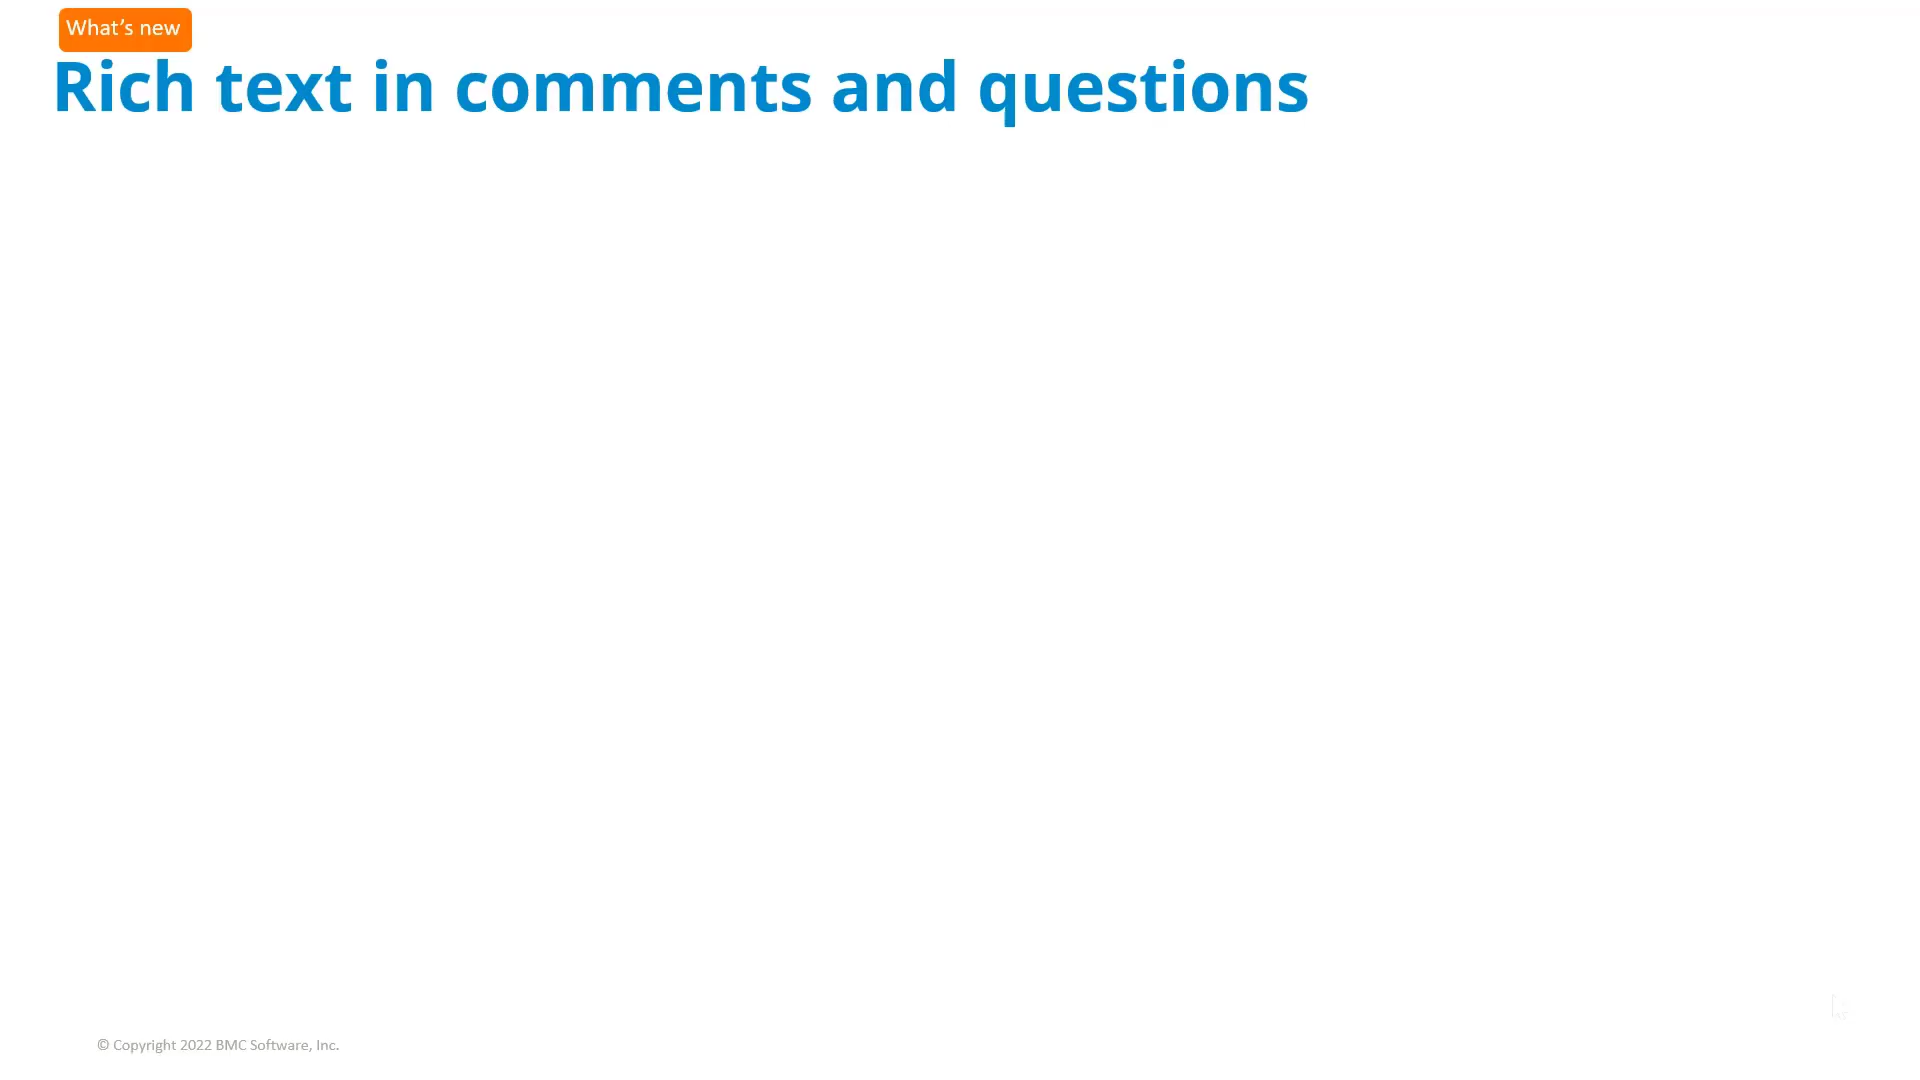 What’s new
Rich text in comments and questions
© Copyright 2022 BMC Software, Inc.